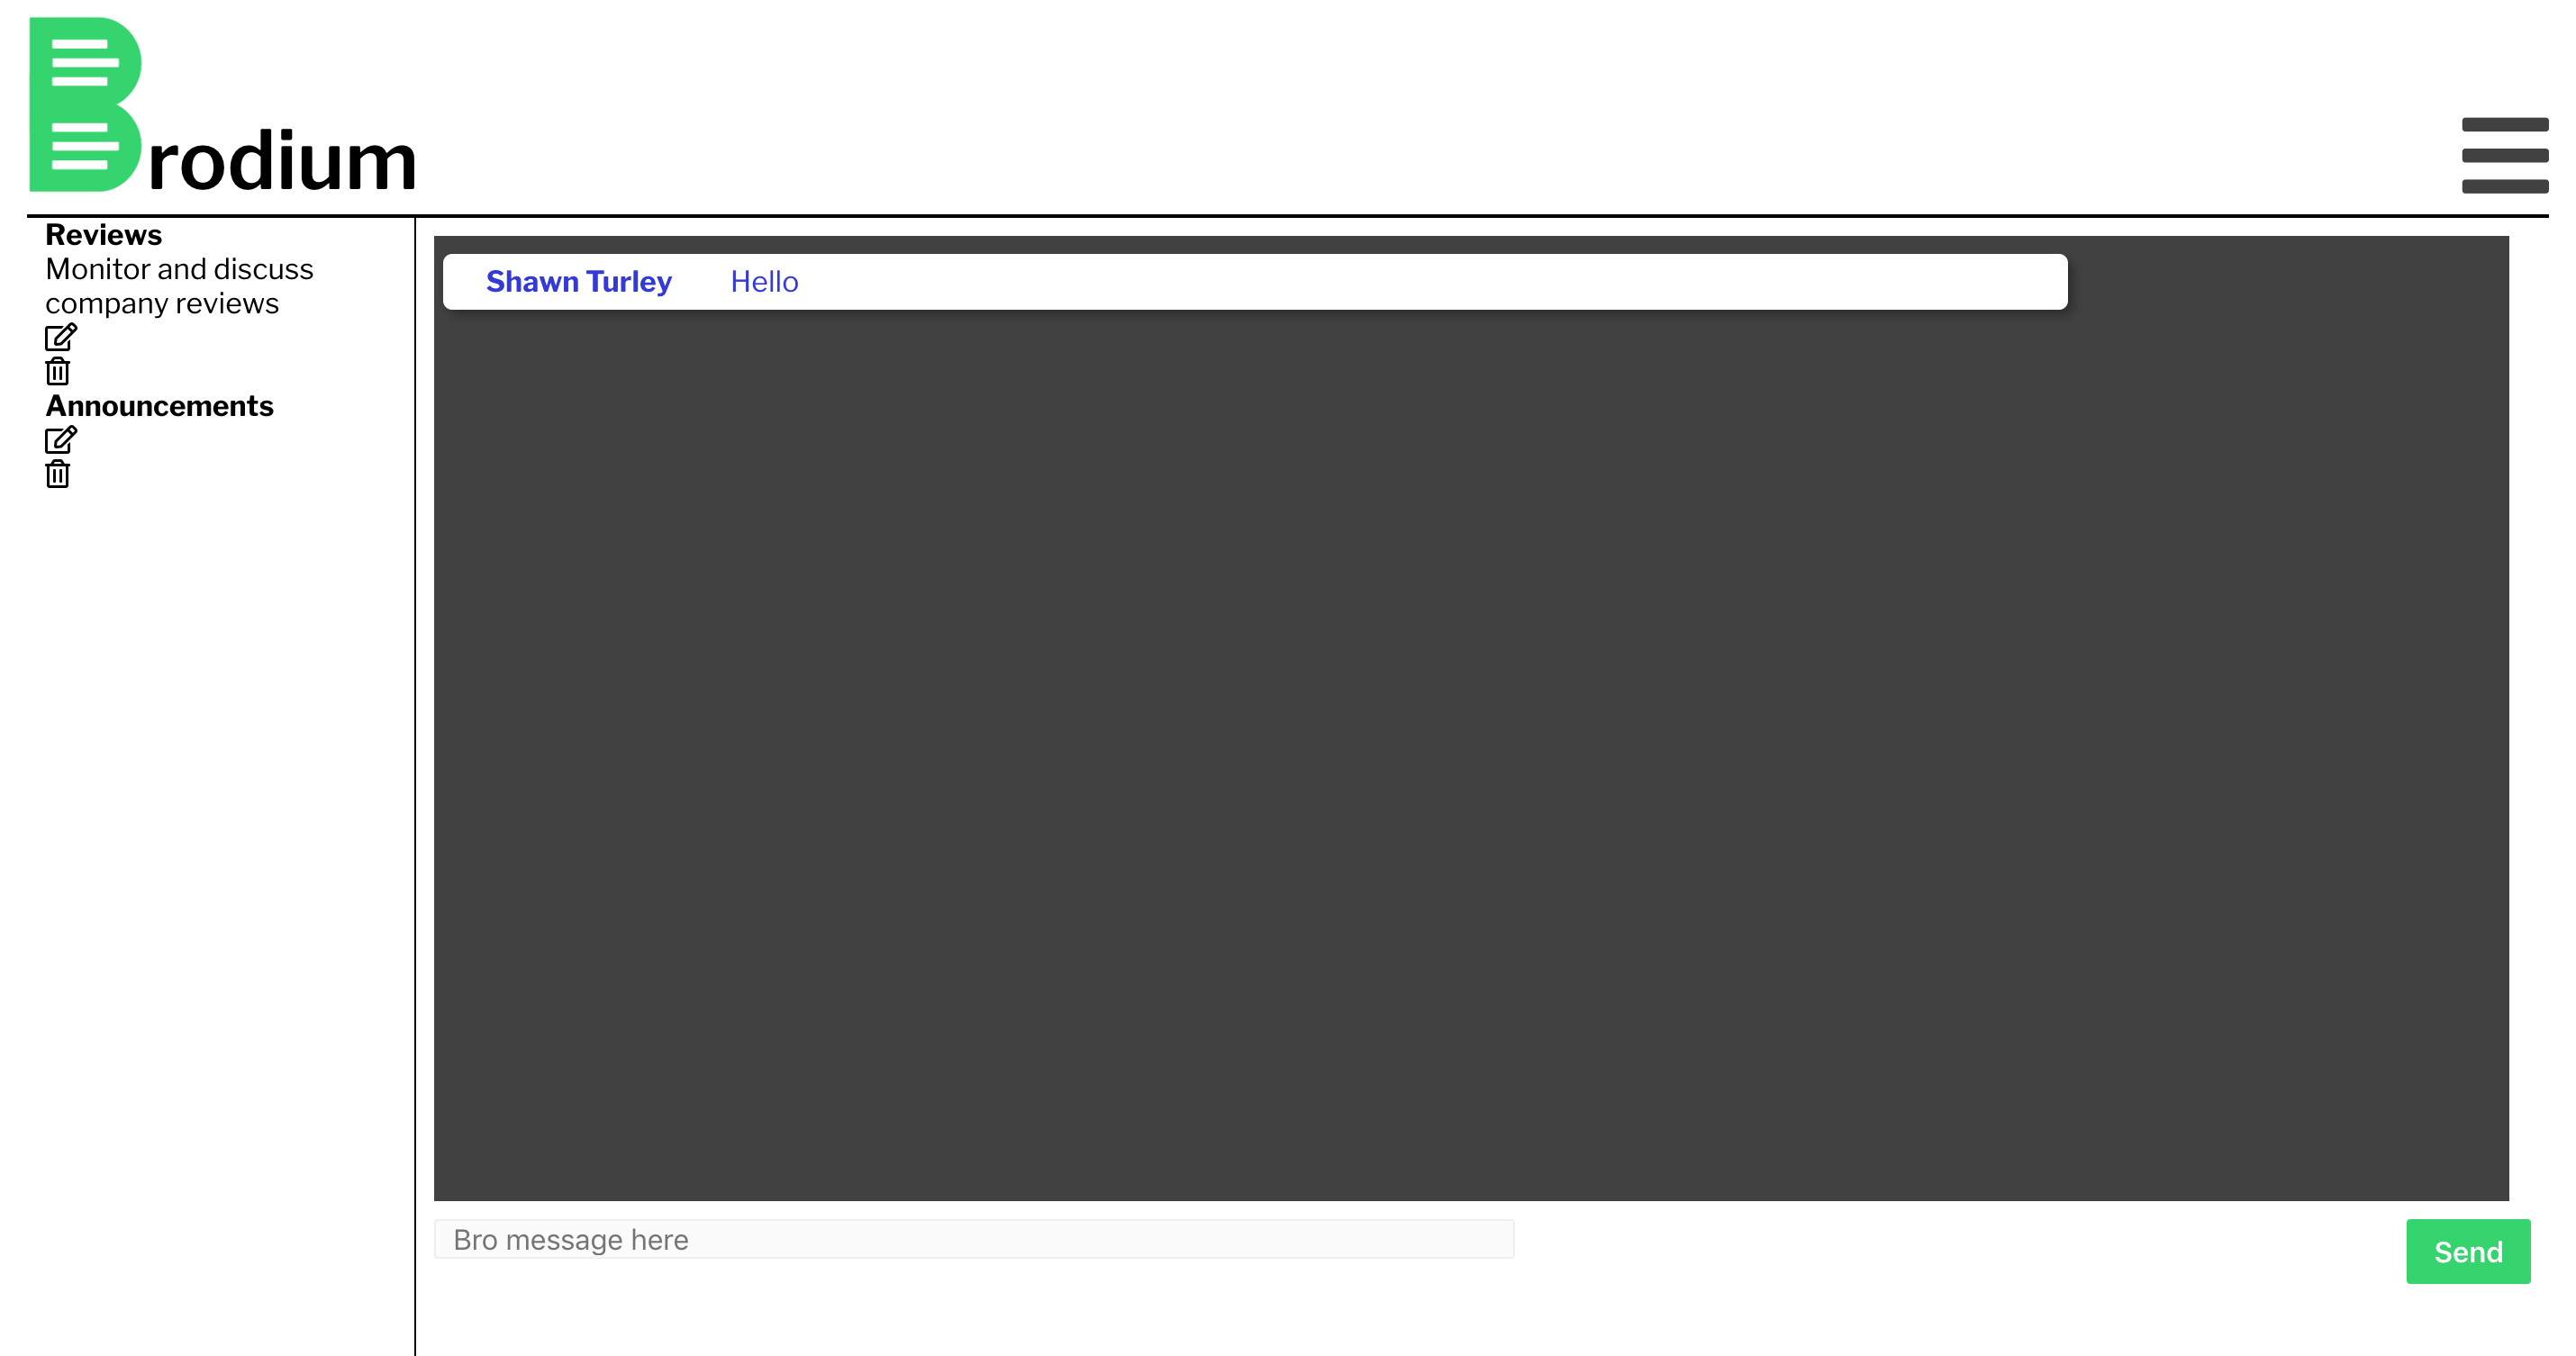 Brodium
Reviews
Monitor and discuss
company reviews
Announcements
Shawn Turley Hello
Bro message here
Send